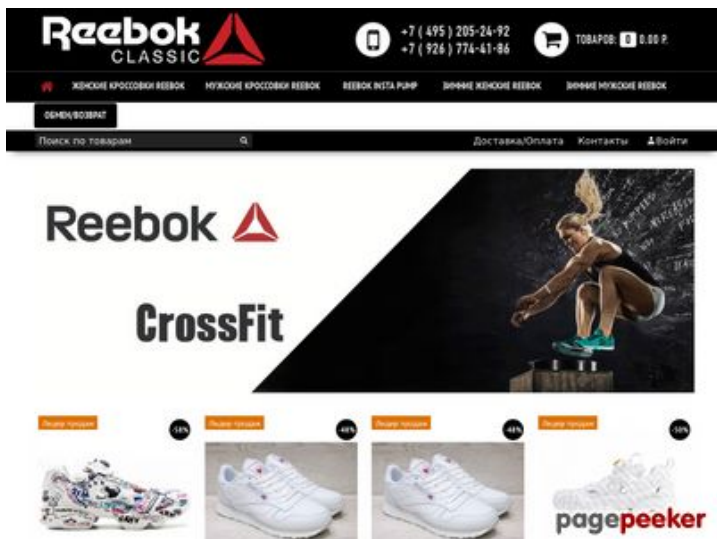 Reebok
CLASSIC
+7 ( 495 ) 205-24-92
+7 ( 926 ) 774-41-86
ТОВАРОВ: 0 0.00 Р.
ЖЕНСКИЕ КРОССОВКИ REEBOK МУЖСКИЕ КРОССОВКИ REEBOK REEBOK INSTA PUMP ЗИМНИЕ ЖЕНСКИЕ REEBOK ЗИМНИЕ МУЖСКИЕ REEBOK
ОБМЕН/ВОЗВРАТ
Поиск по товарам Доставка/Оплата Контакты Войти
Reebok
CrossFit
Лидер продаж -58% Лидер продаж -48% Лидер продаж -48% Лидер продаж -50%
pagepeeker